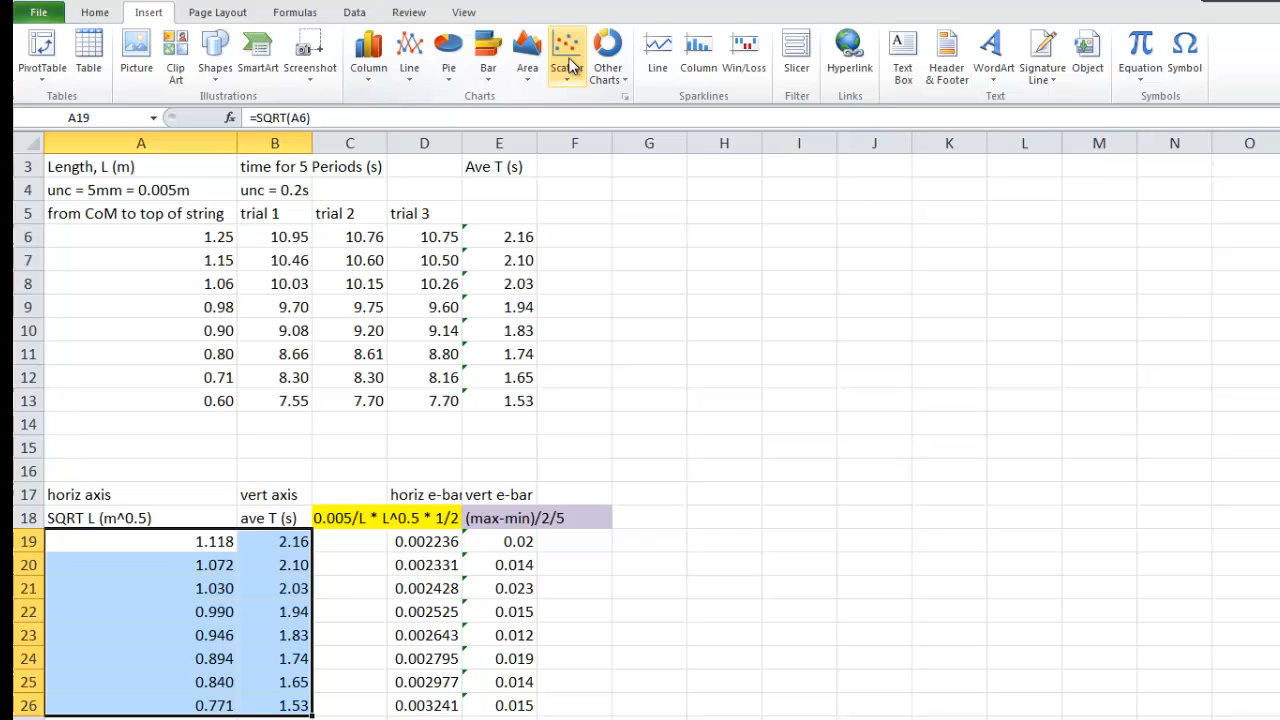 File Home Insert Page Layout Formulas Data Review View
PivotTable Table Picture Clip Art Shapes SmartArt Screenshot Column Line Pie Bar Area Scatter Other Charts Line Column Win/Loss Slicer Hyperlink Text Box Header & Footer WordArt Signature Line Object Equation Symbol
Tables Illustrations Charts Sparklines Filter Links Text Symbols
A19 fx =SQRT(A6)
A B C D E F G H I J K L M N O
3 Length, L (m) time for 5 Periods (s) Ave T (s)
4 unc = 5mm = 0.005m unc = 0.2s
5 from CoM to top of string trial 1 trial 2 trial 3
6 1.25 10.95 10.76 10.75 2.16
7 1.15 10.46 10.60 10.50 2.10
8 1.06 10.03 10.15 10.26 2.03
9 0.98 9.70 9.75 9.60 1.94
10 0.90 9.08 9.20 9.14 1.83
11 0.80 8.66 8.61 8.80 1.74
12 0.71 8.30 8.30 8.16 1.65
13 0.60 7.55 7.70 7.70 1.53
14
15
16
17 horiz axis vert axis horiz e-bar vert e-bar
18 SQRT L (m^0.5) ave T (s) 0.005/L * L^0.5 * 1/2 (max-min)/2/5
19 1.118 2.16 0.002236 0.02
20 1.072 2.10 0.002331 0.014
21 1.030 2.03 0.002428 0.023
22 0.990 1.94 0.002525 0.015
23 0.946 1.83 0.002643 0.012
24 0.894 1.74 0.002795 0.019
25 0.840 1.65 0.002977 0.014
26 0.771 1.53 0.003241 0.015